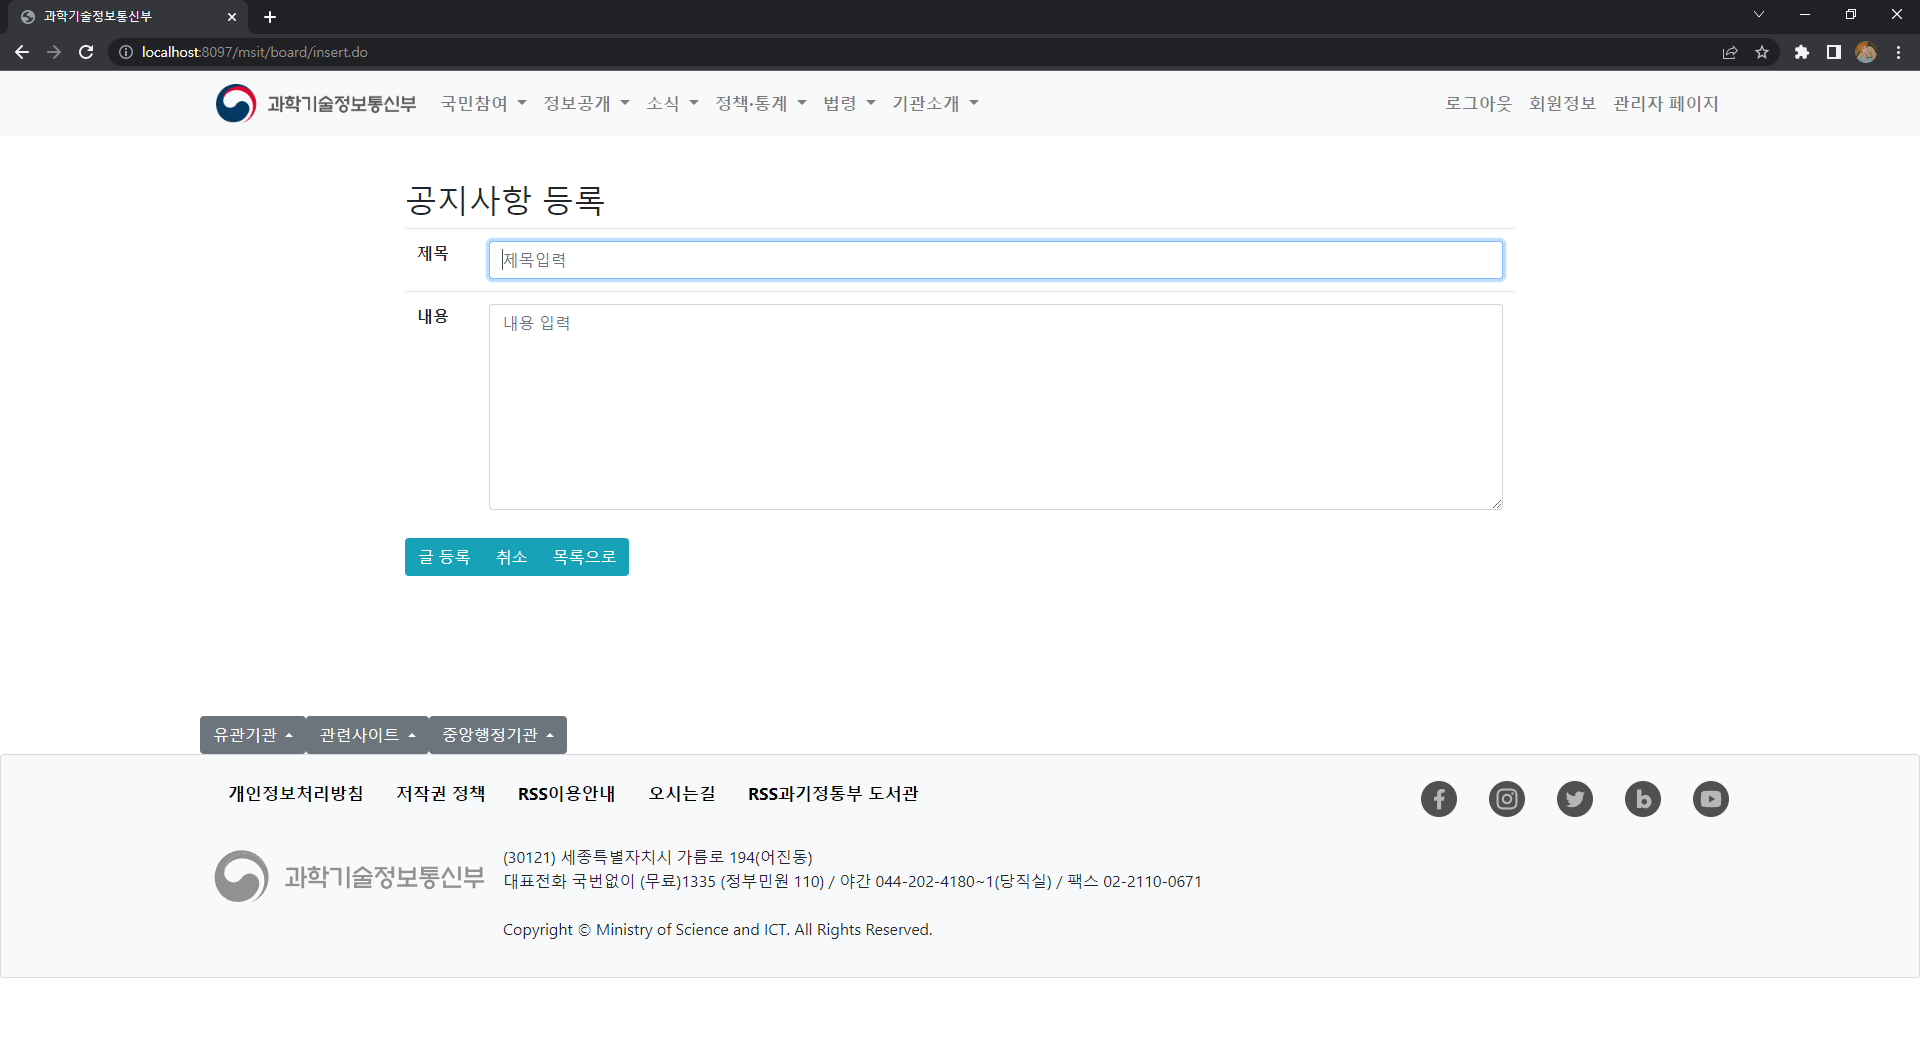 과학기술정보통신부
localhost:8097/msit/board/insert.do
과학기술정보통신부 국민참여 정보공개 소식 정책·통계 법령 기관소개 로그아웃 회원정보 관리자 페이지
공지사항 등록
제목 제목입력
내용 내용 입력
글 등록 취소 목록으로
유관기관 관련사이트 중앙행정기관
개인정보처리방침 저작권 정책 RSS이용안내 오시는길 RSS과기정통부 도서관
과학기술정보통신부
(30121) 세종특별자치시 가름로 194(어진동)
대표전화 국번없이 (무료)1335 (정부민원 110) / 야간 044-202-4180~1(당직실) / 팩스 02-2110-0671
Copyright © Ministry of Science and ICT. All Rights Reserved.